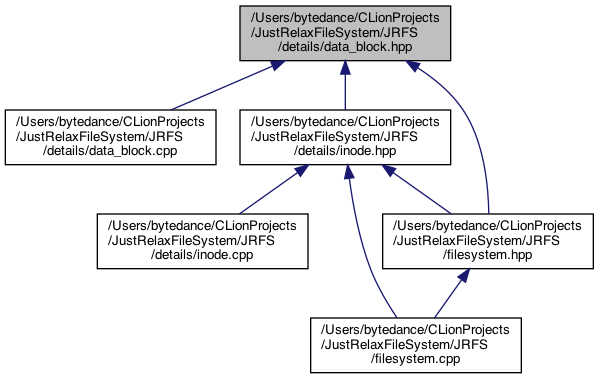 /Users/bytedance/CLionProjects
/JustRelaxFileSystem/JRFS
/details/data_block.hpp
/Users/bytedance/CLionProjects
/JustRelaxFileSystem/JRFS
/details/data_block.cpp
/Users/bytedance/CLionProjects
/JustRelaxFileSystem/JRFS
/details/inode.hpp
/Users/bytedance/CLionProjects
/JustRelaxFileSystem/JRFS
/details/inode.cpp
/Users/bytedance/CLionProjects
/JustRelaxFileSystem/JRFS
/filesystem.hpp
/Users/bytedance/CLionProjects
/JustRelaxFileSystem/JRFS
/filesystem.cpp